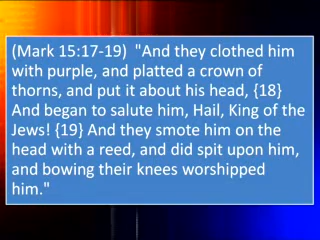 (Mark 15:17-19)  "And they clothed him
with purple, and platted a crown of
thorns, and put it about his head, {18}
And began to salute him, Hail, King of the
Jews! {19} And they smote him on the
head with a reed, and did spit upon him,
and bowing their knees worshipped
him."